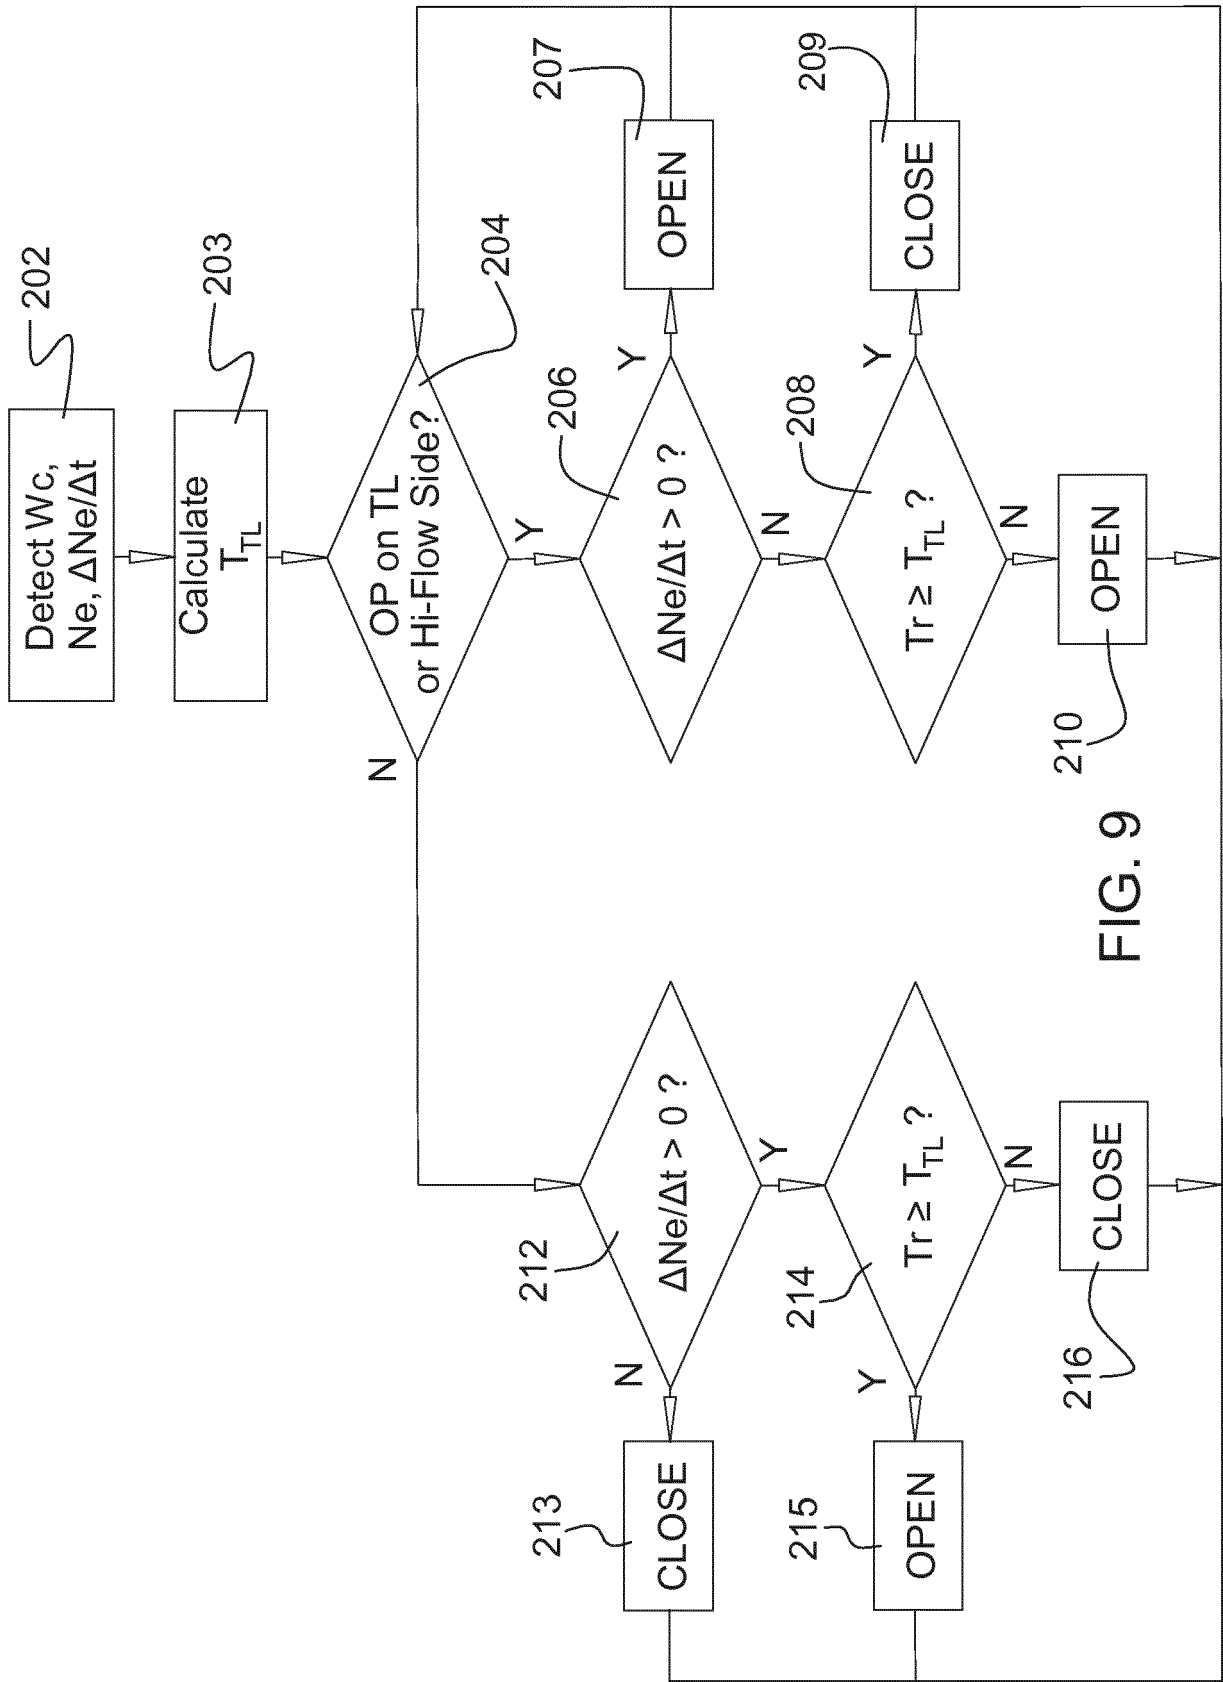 Detect Wc,
Ne, ΔNe/Δt
202
Calculate
T_TL
203
OP on TL
or Hi-Flow Side?
204
N
Y
ΔNe/Δt > 0 ?
206
Y
N
OPEN
207
Tr ≥ T_TL ?
208
Y
N
CLOSE
209
OPEN
210
ΔNe/Δt > 0 ?
212
N
Y
CLOSE
213
Tr ≥ T_TL ?
214
Y
N
OPEN
215
CLOSE
216
FIG. 9